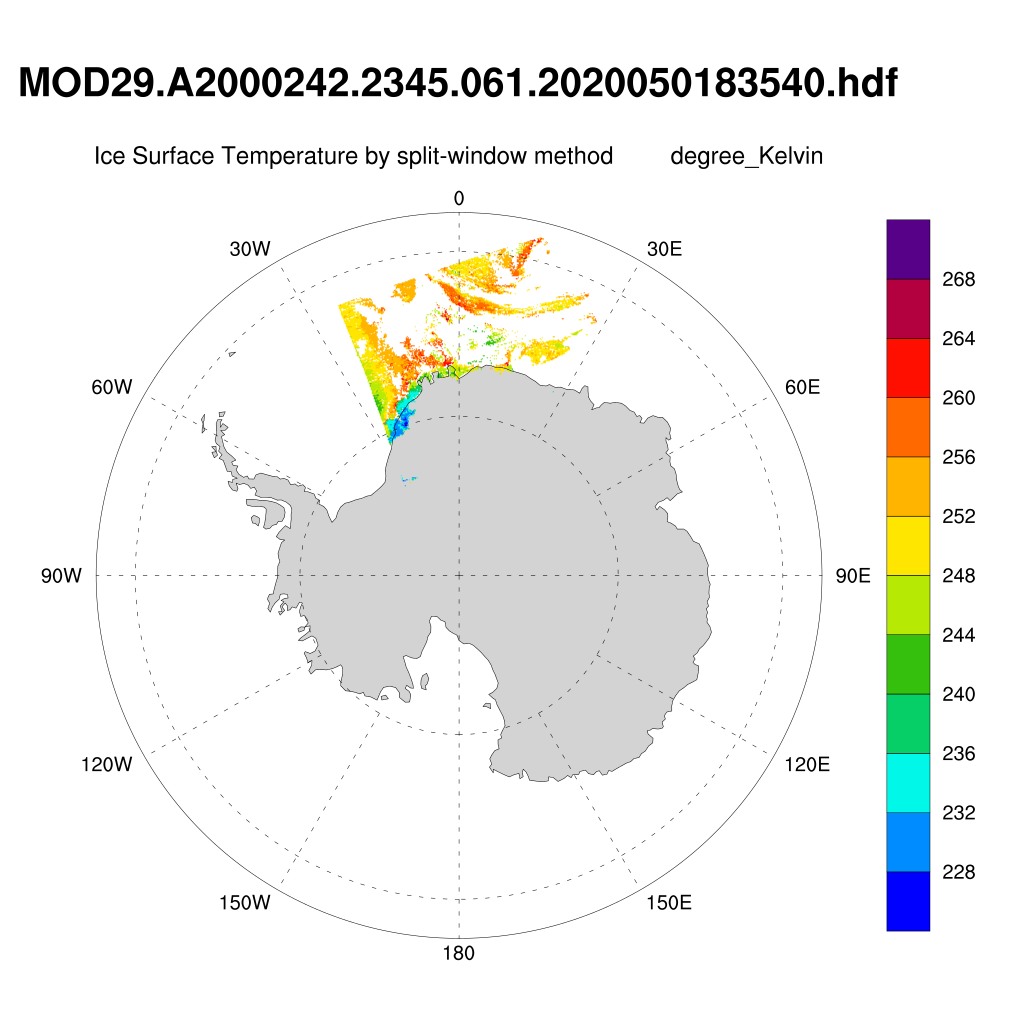 MOD29.A2000242.2345.061.2020050183540.hdf
Ice Surface Temperature by split-window method degree_Kelvin
0
30W 30E
268
264
60W 60E
260
256
252
90W 90E
248
244
240
236
120W 120E
232
228
150W 150E
180